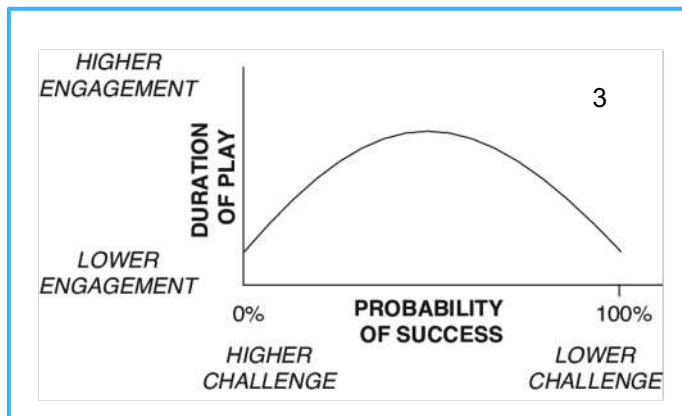 HIGHER
ENGAGEMENT
3
DURATION
OF PLAY
LOWER
ENGAGEMENT
0%
PROBABILITY
OF SUCCESS
100%
HIGHER
CHALLENGE
LOWER
CHALLENGE